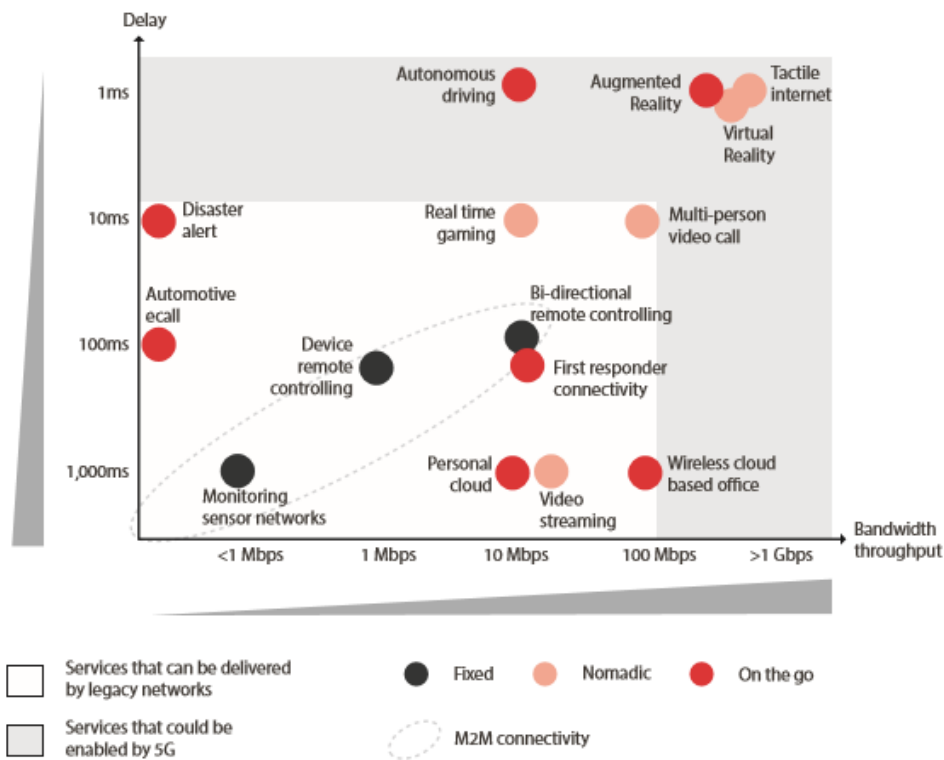 Delay
1ms
Autonomous
driving
Augmented
Reality
Tactile
internet
Virtual
Reality
10ms
Disaster
alert
Real time
gaming
Multi-person
video call
Automotive
ecall
Bi-directional
remote controlling
100ms
Device
remote
controlling
First responder
connectivity
1,000ms
Monitoring
sensor networks
Personal
cloud
Video
streaming
Wireless cloud
based office
Bandwidth
throughput
<1 Mbps
1 Mbps
10 Mbps
100 Mbps
>1 Gbps
Services that can be delivered
by legacy networks
Fixed
Nomadic
On the go
Services that could be
enabled by 5G
M2M connectivity